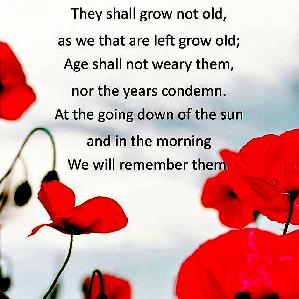 They shall grow not old,
as we that are left grow old;
Age shall not weary them,
nor the years condemn.
At the going down of the sun
and in the morning
We will remember them.